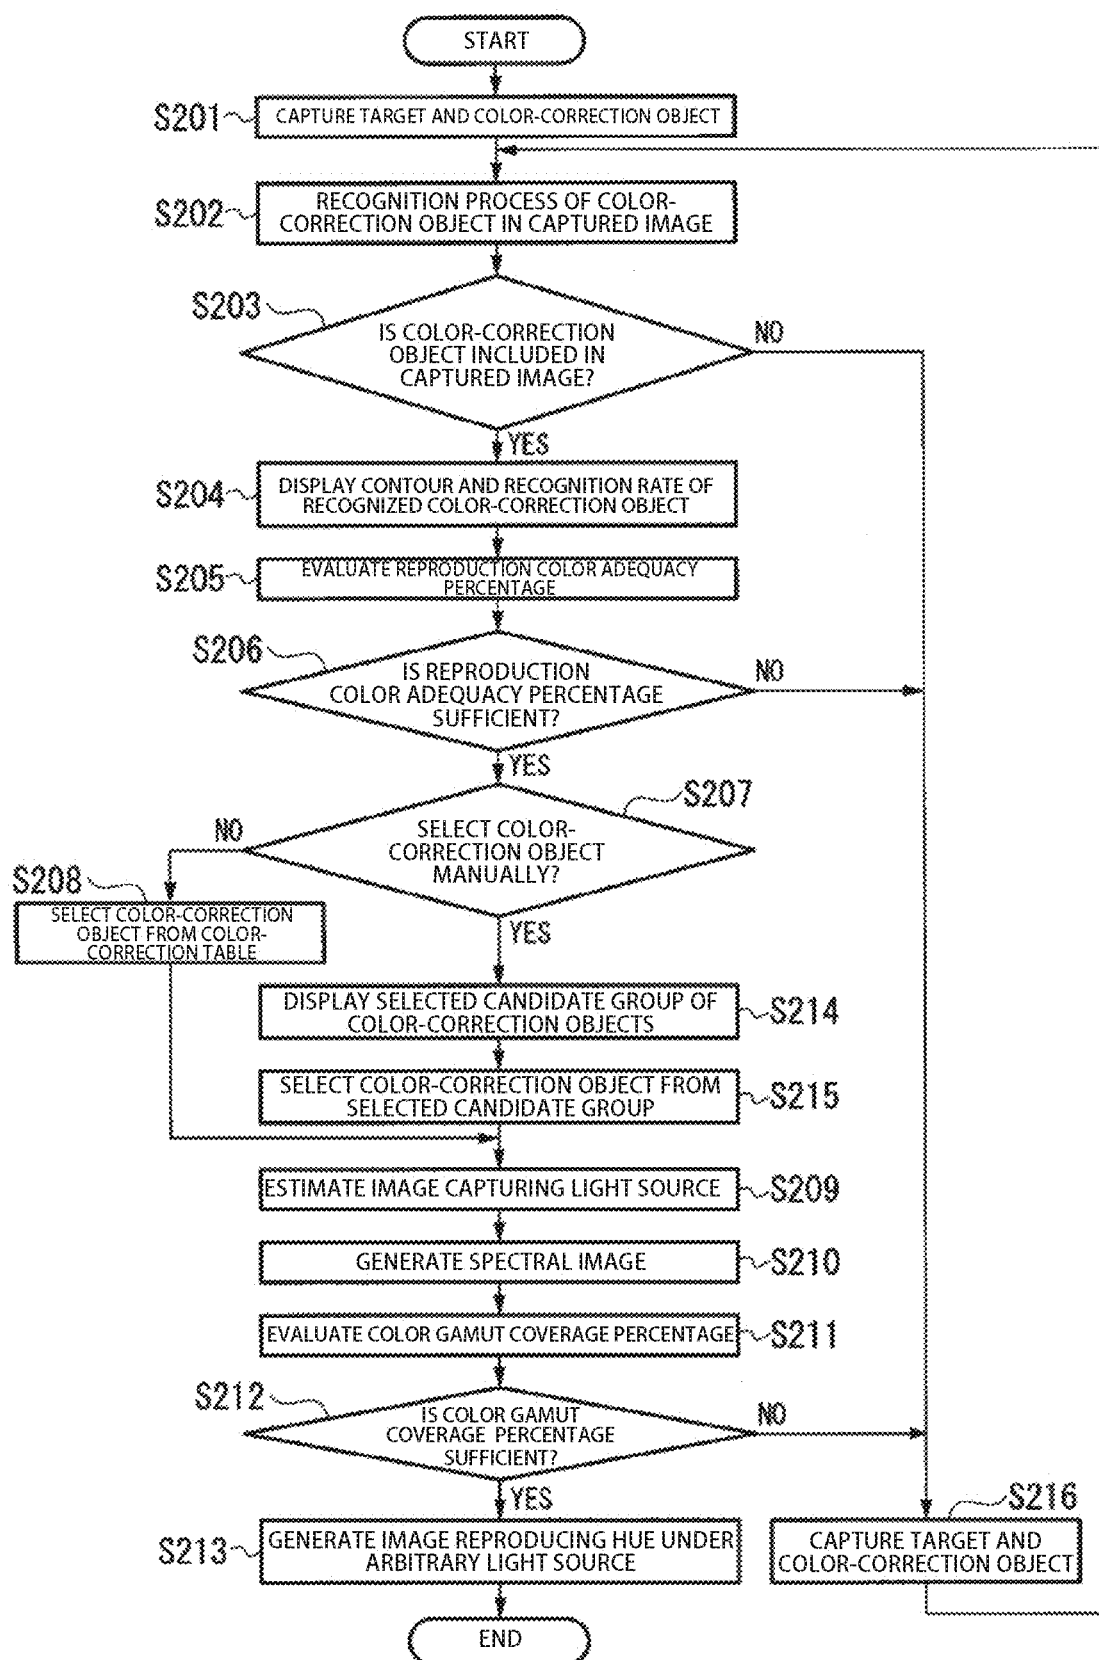 START
S201
CAPTURE TARGET AND COLOR-CORRECTION OBJECT
S202
RECOGNITION PROCESS OF COLOR-
CORRECTION OBJECT IN CAPTURED IMAGE
S203
IS COLOR-CORRECTION
OBJECT INCLUDED IN
CAPTURED IMAGE?
NO
YES
S204
DISPLAY CONTOUR AND RECOGNITION RATE OF
RECOGNIZED COLOR-CORRECTION OBJECT
S205
EVALUATE REPRODUCTION COLOR ADEQUACY
PERCENTAGE
S206
IS REPRODUCTION
COLOR ADEQUACY PERCENTAGE
SUFFICIENT?
NO
YES
S207
SELECT COLOR-
CORRECTION OBJECT
MANUALLY?
NO
YES
S208
SELECT COLOR-CORRECTION
OBJECT FROM COLOR-
CORRECTION TABLE
DISPLAY SELECTED CANDIDATE GROUP OF
COLOR-CORRECTION OBJECTS
S214
SELECT COLOR-CORRECTION OBJECT FROM
SELECTED CANDIDATE GROUP
S215
ESTIMATE IMAGE CAPTURING LIGHT SOURCE
S209
GENERATE SPECTRAL IMAGE
S210
EVALUATE COLOR GAMUT COVERAGE PERCENTAGE
S211
S212
IS COLOR GAMUT
COVERAGE PERCENTAGE
SUFFICIENT?
NO
YES
S213
GENERATE IMAGE REPRODUCING HUE UNDER
ARBITRARY LIGHT SOURCE
S216
CAPTURE TARGET AND
COLOR-CORRECTION OBJECT
END